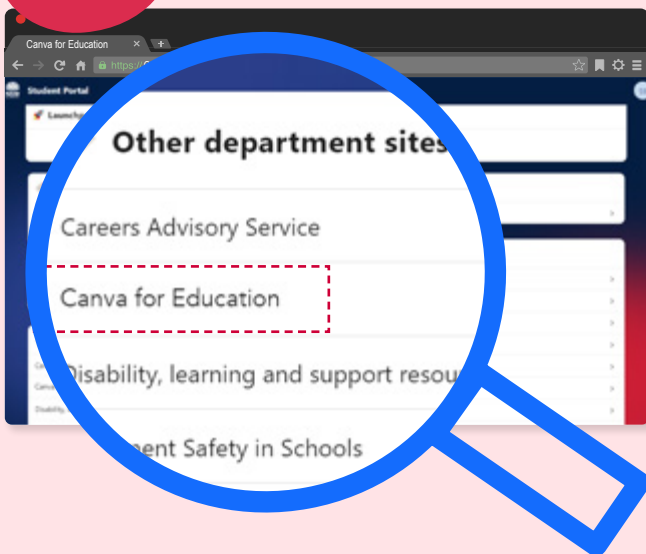 Canva for Education
https://
Student Portal
Other department sites
Careers Advisory Service
Canva for Education
Disability, learning and support resou
ent Safety in Schools